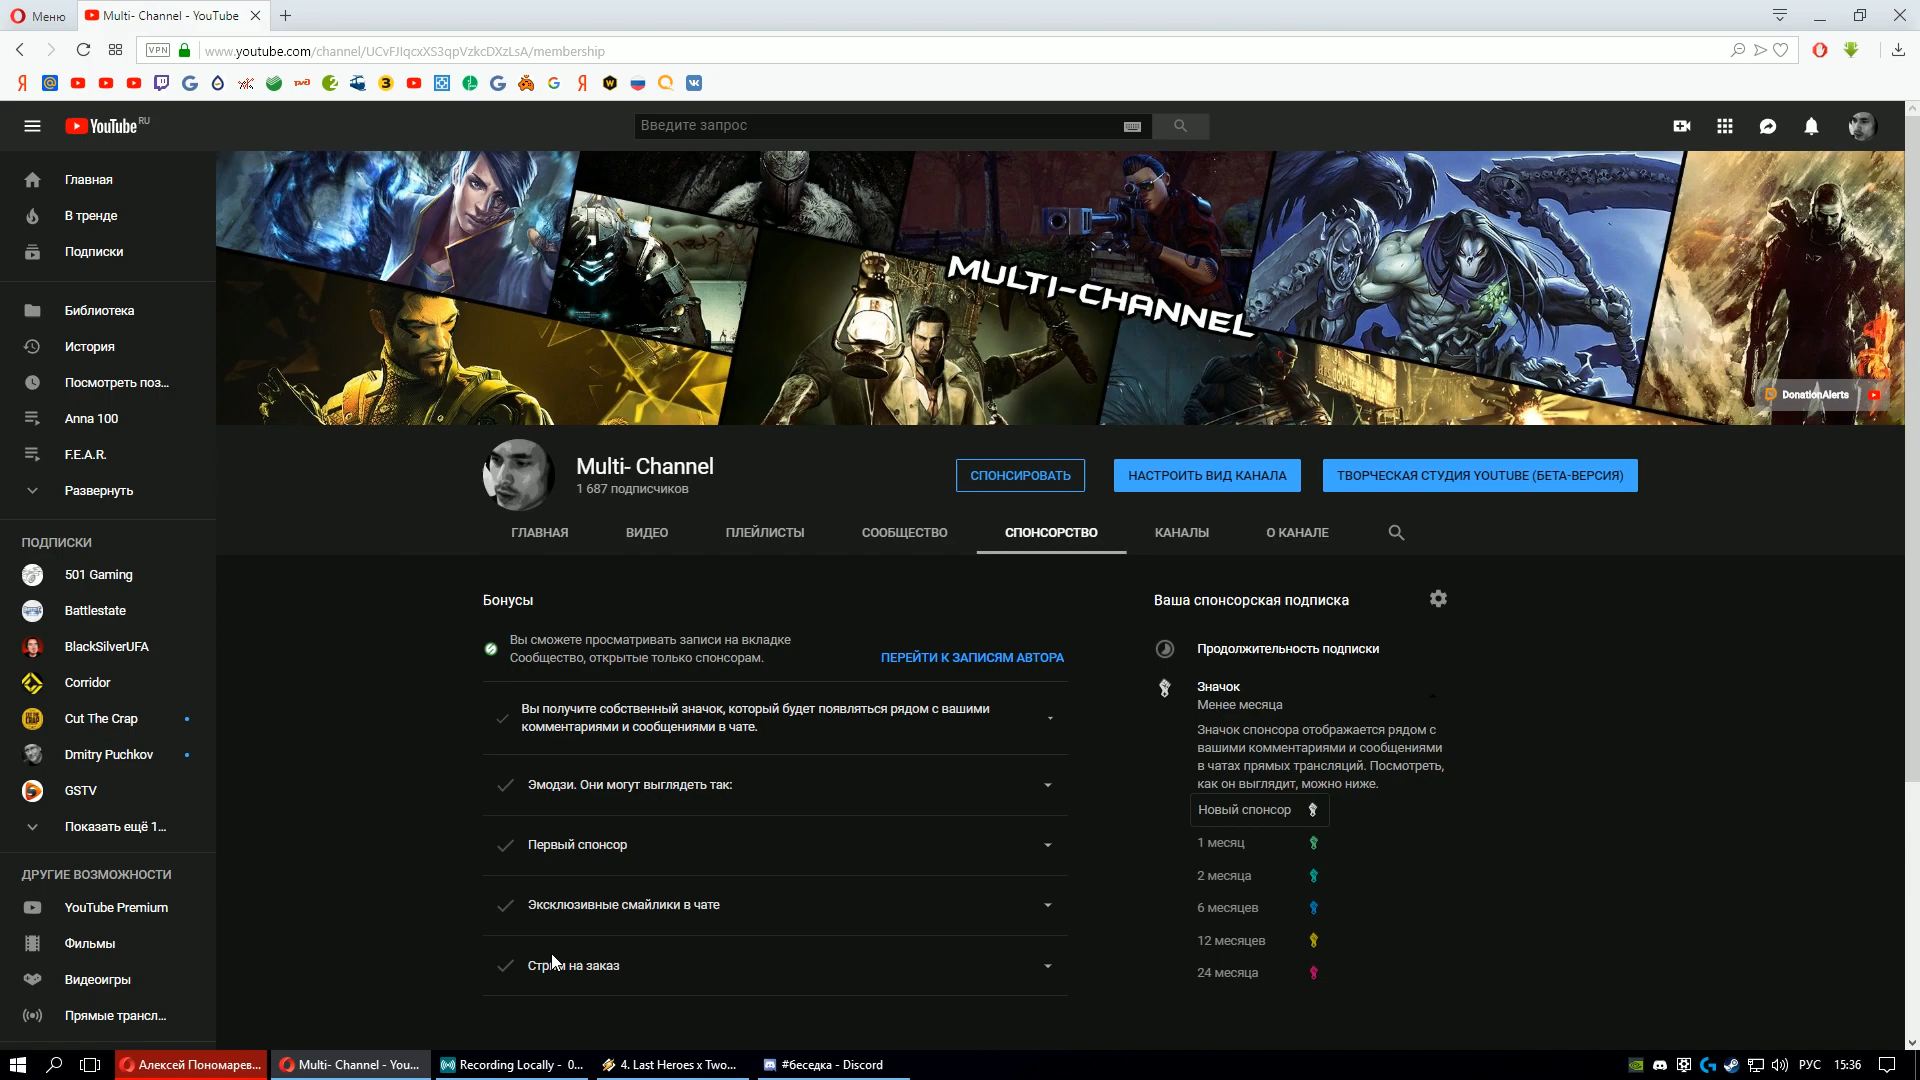 Меню
Multi- Channel - YouTube
VPN
www.youtube.com/channel/UCvFJIqcxXS3qpVzkcDXzLsA/membership
YouTube RU
Введите запрос
Главная
В тренде
Подписки
Библиотека
История
Посмотреть поз...
Anna 100
F.E.A.R.
Развернуть
ПОДПИСКИ
501 Gaming
Battlestate
BlackSilverUFA
Corridor
Cut The Crap
Dmitry Puchkov
GSTV
Показать ещё 1...
ДРУГИЕ ВОЗМОЖНОСТИ
YouTube Premium
Фильмы
Видеоигры
Прямые трансл...
MULTI-CHANNEL
DonationAlerts
Multi- Channel
1 687 подписчиков
СПОНСИРОВАТЬ
НАСТРОИТЬ ВИД КАНАЛА
ТВОРЧЕСКАЯ СТУДИЯ YOUTUBE (БЕТА-ВЕРСИЯ)
ГЛАВНАЯ
ВИДЕО
ПЛЕЙЛИСТЫ
СООБЩЕСТВО
СПОНСОРСТВО
КАНАЛЫ
О КАНАЛЕ
Бонусы
Вы сможете просматривать записи на вкладке
Сообщество, открытые только спонсорам.
ПЕРЕЙТИ К ЗАПИСЯМ АВТОРА
Вы получите собственный значок, который будет появляться рядом с вашими
комментариями и сообщениями в чате.
Эмодзи. Они могут выглядеть так:
Первый спонсор
Эксклюзивные смайлики в чате
Стрим на заказ
Ваша спонсорская подписка
Продолжительность подписки
Значок
Менее месяца
Значок спонсора отображается рядом с
вашими комментариями и сообщениями
в чатах прямых трансляций. Посмотреть,
как он выглядит, можно ниже.
Новый спонсор
1 месяц
2 месяца
6 месяцев
12 месяцев
24 месяца
Алексей Пономарев...
Multi- Channel - You...
Recording Locally - 0...
4. Last Heroes x Two...
#беседка - Discord
РУС
15:36